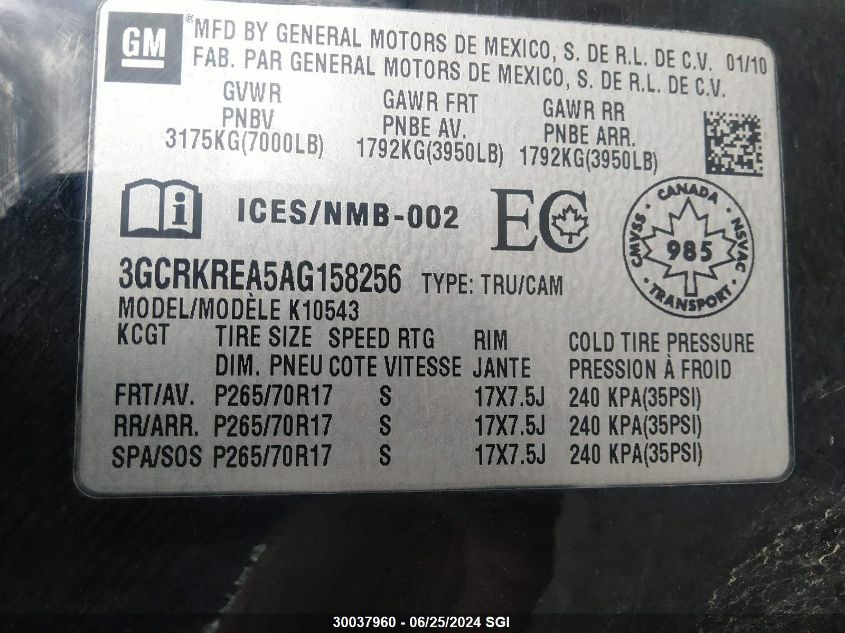 GM
®MFD BY GENERAL MOTORS DE MEXICO, S. DE R.L. DE C.V. 01/10
FAB. PAR GENERAL MOTORS DE MEXICO, S. DE R.L. DE C.V.
GVWR GAWR FRT GAWR RR
PNBV PNBE AV. PNBE ARR.
3175KG(7000LB) 1792KG(3950LB) 1792KG(3950LB)
i ICES/NMB-002 EC
CANADA
CMVSS 985 NSVAC
TRANSPORT
3GCRKREA5AG158256 TYPE: TRU/CAM
MODEL/MODÈLE K10543
KCGT TIRE SIZE SPEED RTG RIM COLD TIRE PRESSURE
DIM. PNEU COTE VITESSE JANTE PRESSION À FROID
FRT/AV. P265/70R17 S 17X7.5J 240 KPA(35PSI)
RR/ARR. P265/70R17 S 17X7.5J 240 KPA(35PSI)
SPA/SOS P265/70R17 S 17X7.5J 240 KPA(35PSI)
30037960 - 06/25/2024 SGI